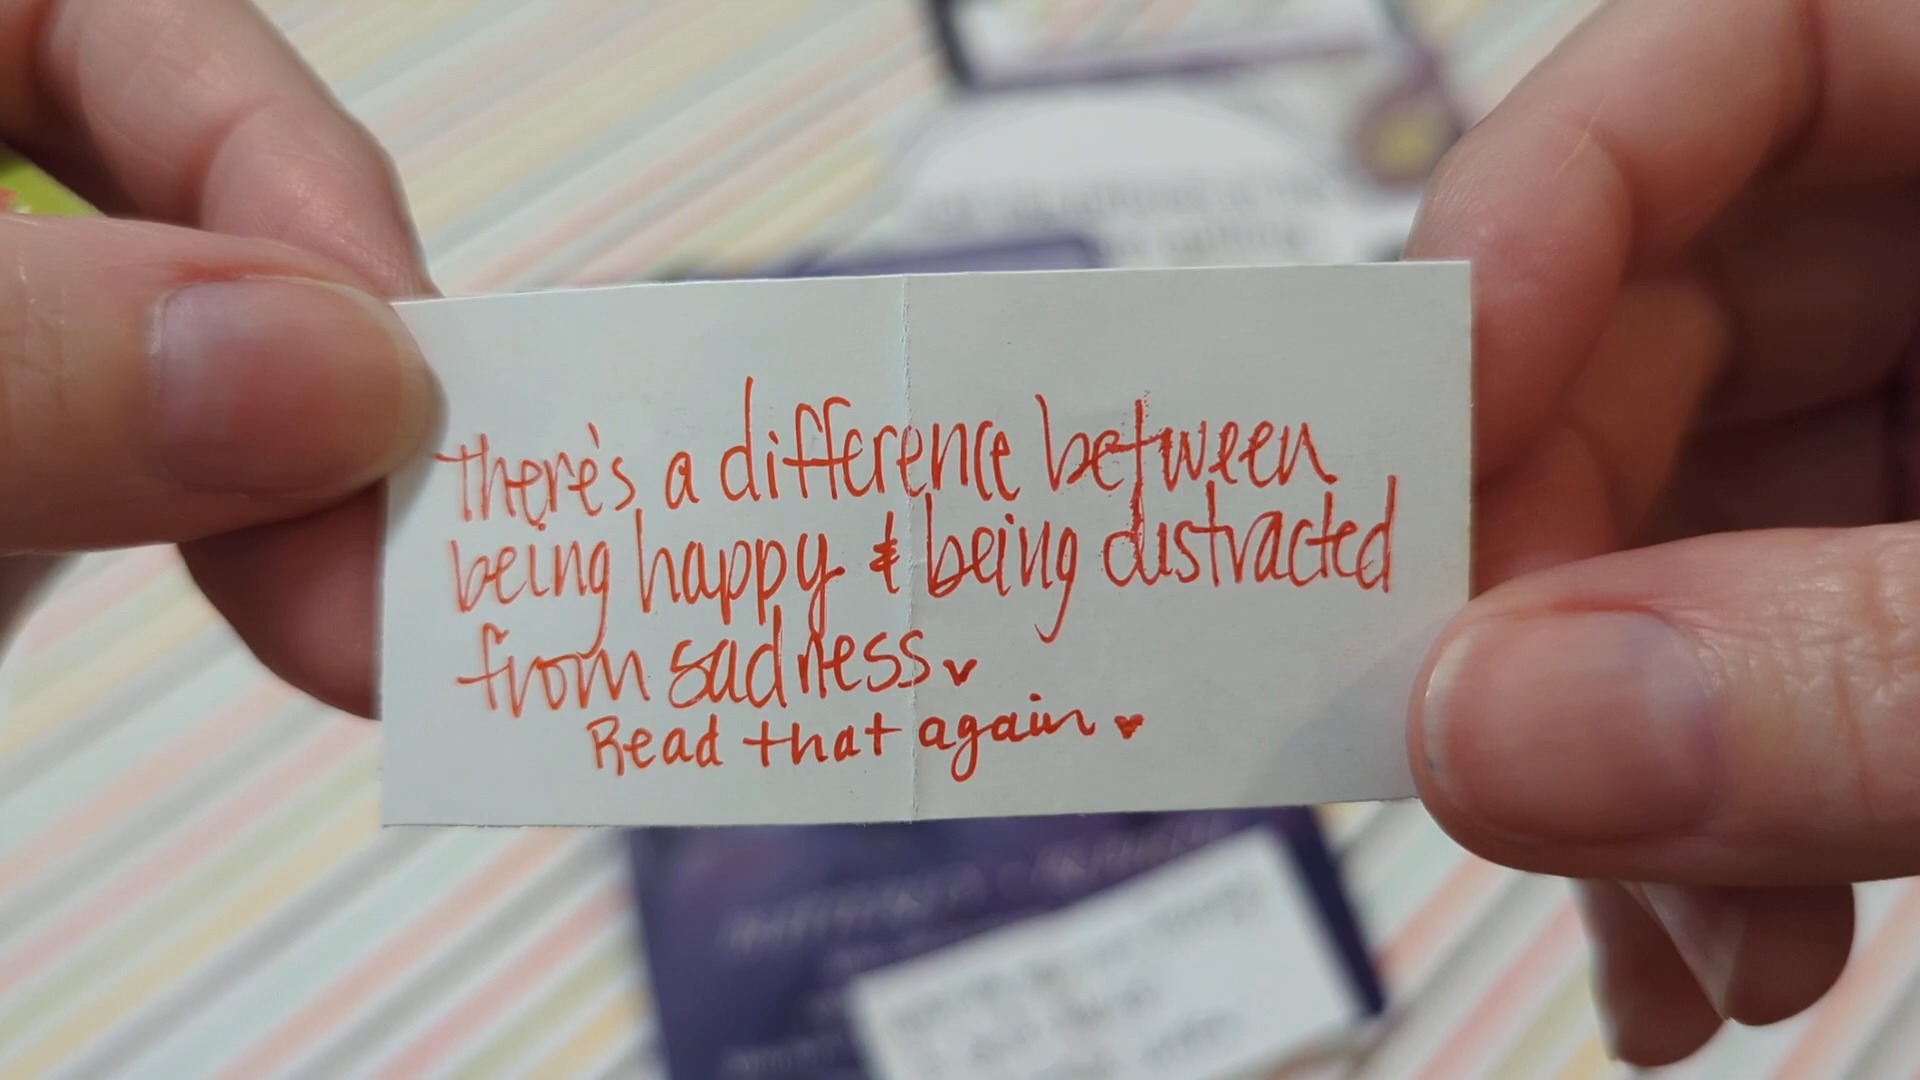 There's a difference between
being happy & being distracted
from sadness♥
Read that again ♥